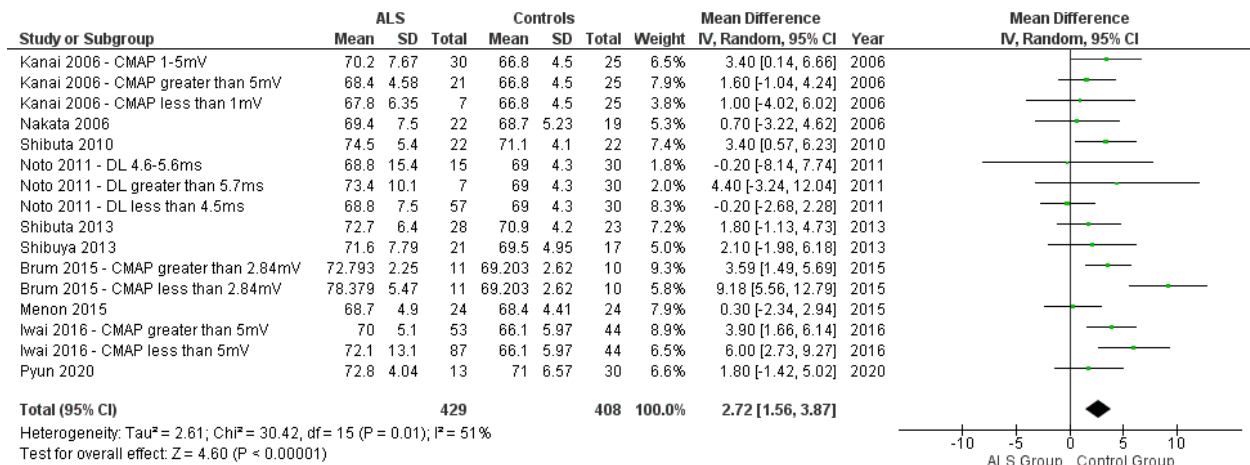 ALS Controls Mean Difference Mean Difference
Study or Subgroup Mean SD Total Mean SD Total Weight IV, Random, 95% CI Year IV, Random, 95% CI
Kanai 2006 - CMAP 1-5mV 70.2 7.67 30 66.8 4.5 25 6.5% 3.40 [0.14, 6.66] 2006
Kanai 2006 - CMAP greater than 5mV 68.4 4.58 21 66.8 4.5 25 7.9% 1.60 [-1.04, 4.24] 2006
Kanai 2006 - CMAP less than 1mV 67.8 6.35 7 66.8 4.5 25 3.8% 1.00 [-4.02, 6.02] 2006
Nakata 2006 69.4 7.5 22 68.7 5.23 19 5.3% 0.70 [-3.22, 4.62] 2006
Shibuta 2010 74.5 5.4 22 71.1 4.1 22 7.4% 3.40 [0.57, 6.23] 2010
Noto 2011 - DL 4.6-5.6ms 68.8 15.4 15 69 4.3 30 1.8% -0.20 [-8.14, 7.74] 2011
Noto 2011 - DL greater than 5.7ms 73.4 10.1 7 69 4.3 30 2.0% 4.40 [-3.24, 12.04] 2011
Noto 2011 - DL less than 4.5ms 68.8 7.5 57 69 4.3 30 8.3% -0.20 [-2.68, 2.28] 2011
Shibuta 2013 72.7 6.4 28 70.9 4.2 23 7.2% 1.80 [-1.13, 4.73] 2013
Shibuya 2013 71.6 7.79 21 69.5 4.95 17 5.0% 2.10 [-1.98, 6.18] 2013
Brum 2015 - CMAP greater than 2.84mV 72.793 2.25 11 69.203 2.62 10 9.3% 3.59 [1.49, 5.69] 2015
Brum 2015 - CMAP less than 2.84mV 78.379 5.47 11 69.203 2.62 10 5.8% 9.18 [5.56, 12.79] 2015
Menon 2015 68.7 4.9 24 68.4 4.41 24 7.9% 0.30 [-2.34, 2.94] 2015
Iwai 2016 - CMAP greater than 5mV 70 5.1 53 66.1 5.97 44 8.9% 3.90 [1.66, 6.14] 2016
Iwai 2016 - CMAP less than 5mV 72.1 13.1 87 66.1 5.97 44 6.5% 6.00 [2.73, 9.27] 2016
Pyun 2020 72.8 4.04 13 71 6.57 30 6.6% 1.80 [-1.42, 5.02] 2020
Total (95% CI) 429 408 100.0% 2.72 [1.56, 3.87]
Heterogeneity: Tau² = 2.61; Chi² = 30.42, df = 15 (P = 0.01); I² = 51%
Test for overall effect: Z = 4.60 (P < 0.00001)
-10 -5 0 5 10
ALS Group Control Group